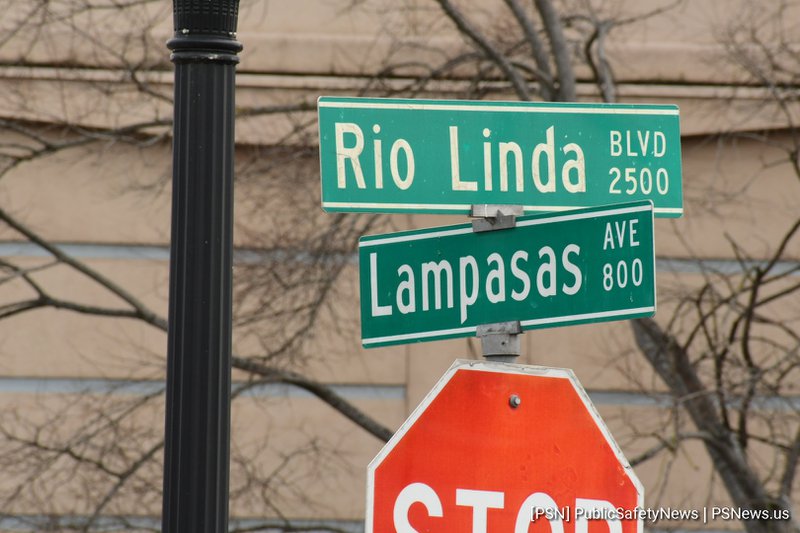 Rio Linda BLVD 2500
Lampasas AVE 800
STOP
[PSN] PublicSafetyNews | PSNews.us